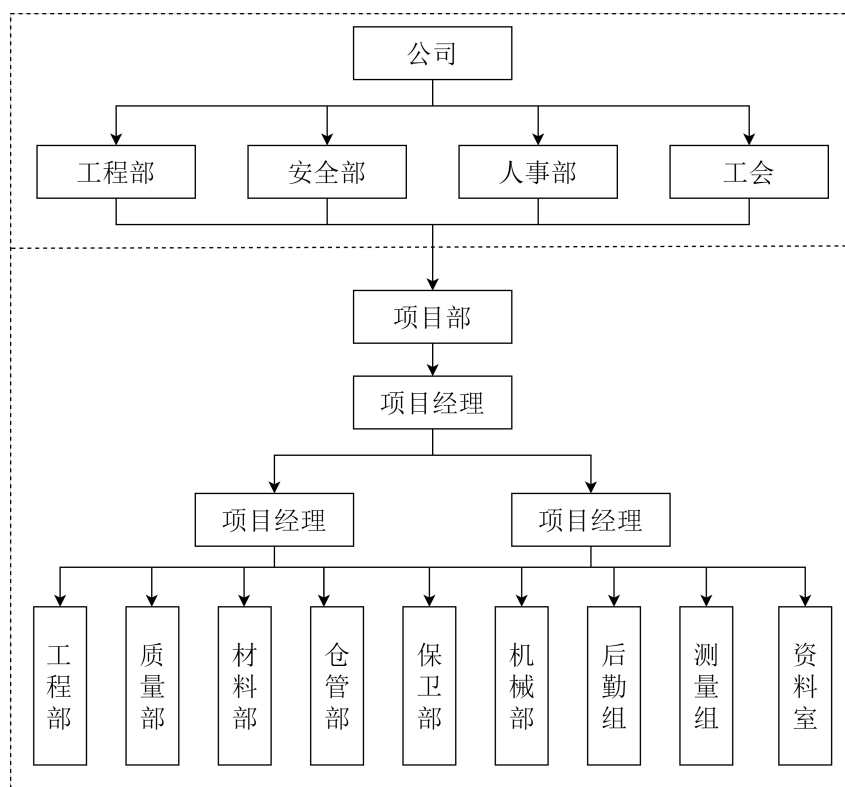 公司
工程部
安全部
人事部
工会
项目部
项目经理
项目经理
项目经理
工程部
质量部
材料部
仓管部
保卫部
机械部
后勤组
测量组
资料室